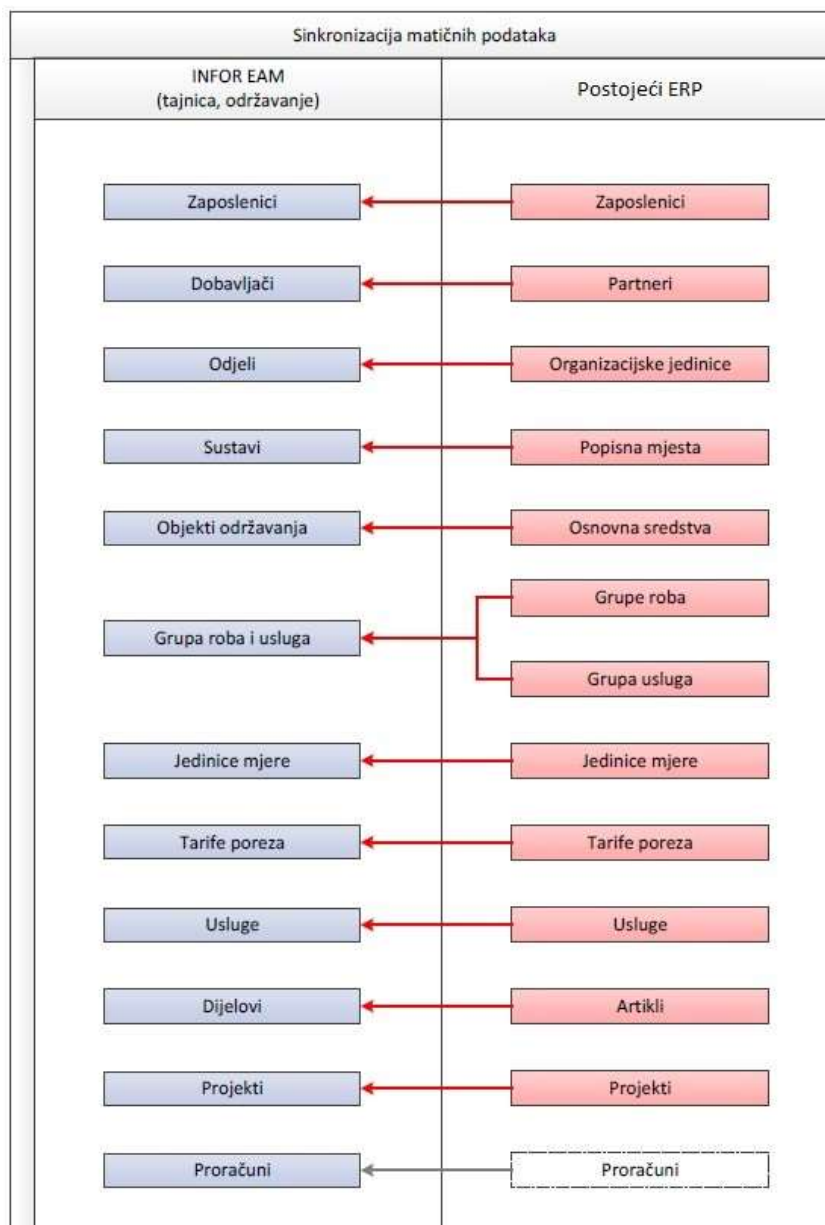 Sinkronizacija matičnih podataka
INFOR EAM
(tajnica, održavanje)
Postojeći ERP
Zaposlenici
Zaposlenici
Dobavljači
Partneri
Odjeli
Organizacijske jedinice
Sustavi
Popisna mjesta
Objekti održavanja
Osnovna sredstva
Grupe roba
Grupa roba i usluga
Grupa usluga
Jedinice mjere
Jedinice mjere
Tarife poreza
Tarife poreza
Usluge
Usluge
Dijelovi
Artikli
Projekti
Projekti
Proračuni
Proračuni